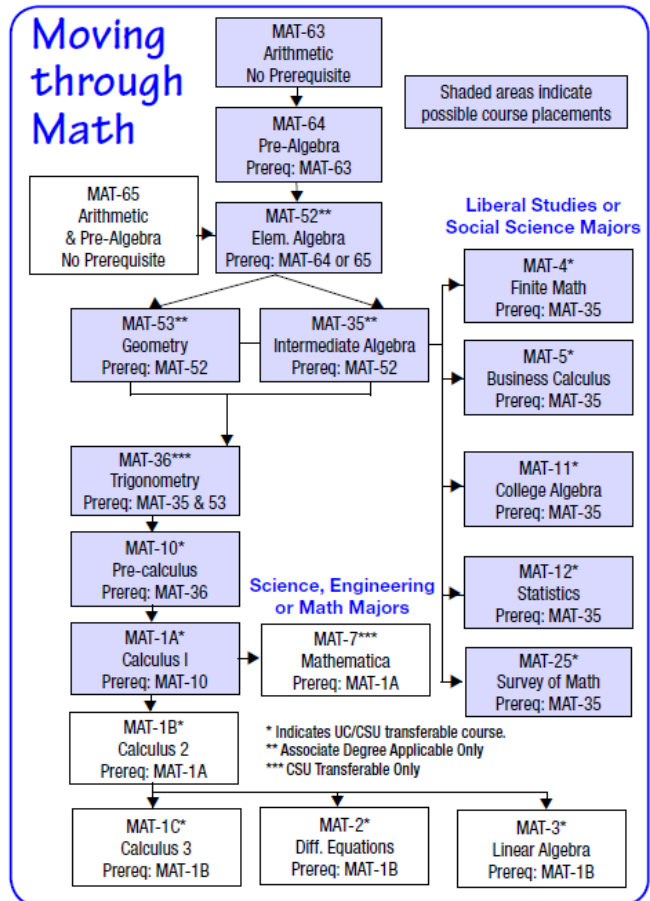 Moving
through
Math
MAT-63
Arithmetic
No Prerequisite
Shaded areas indicate
possible course placements
MAT-64
Pre-Algebra
Prereq: MAT-63
MAT-65
Arithmetic
& Pre-Algebra
No Prerequisite
MAT-52**
Elem. Algebra
Prereq: MAT-64 or 65
Liberal Studies or
Social Science Majors
MAT-4*
Finite Math
Prereq: MAT-35
MAT-53**
Geometry
Prereq: MAT-52
MAT-35**
Intermediate Algebra
Prereq: MAT-52
MAT-5*
Business Calculus
Prereq: MAT-35
MAT-36***
Trigonometry
Prereq: MAT-35 & 53
MAT-11*
College Algebra
Prereq: MAT-35
MAT-10*
Pre-calculus
Prereq: MAT-36
Science, Engineering
or Math Majors
MAT-12*
Statistics
Prereq: MAT-35
MAT-1A*
Calculus I
Prereq: MAT-10
MAT-7***
Mathematica
Prereq: MAT-1A
MAT-25*
Survey of Math
Prereq: MAT-35
MAT-1B*
Calculus 2
Prereq: MAT-1A
* Indicates UC/CSU transferable course.
** Associate Degree Applicable Only
*** CSU Transferable Only
MAT-1C*
Calculus 3
Prereq: MAT-1B
MAT-2*
Diff. Equations
Prereq: MAT-1B
MAT-3*
Linear Algebra
Prereq: MAT-1B